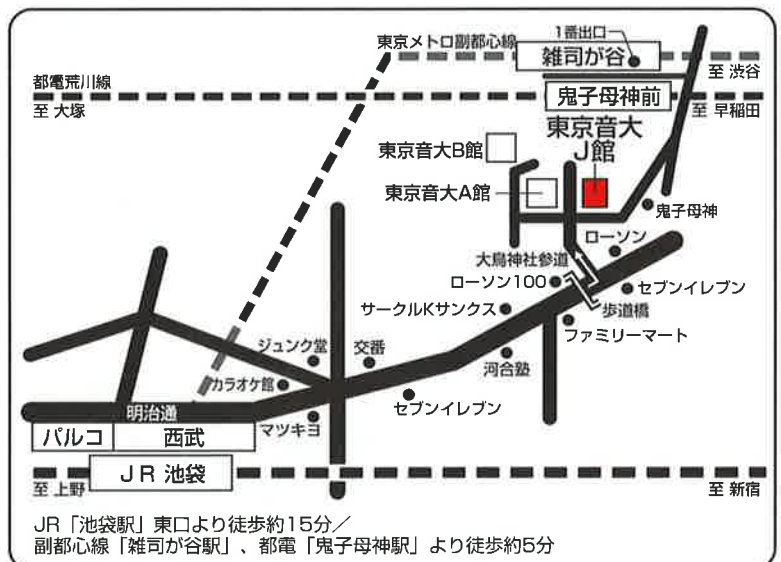 1番出口
東京メトロ副都心線
雑司が谷
至 渋谷
都電荒川線
至 大塚
鬼子母神前
至 早稲田
東京音大
J館
東京音大B館
東京音大A館
鬼子母神
ローソン
大鳥神社参道
ローソン100
セブンイレブン
歩道橋
サークルKサンクス
ファミリーマート
ジュンク堂
交番
河合塾
カラオケ館
セブンイレブン
明治通
マツキヨ
パルコ
西武
JR 池袋
至 上野
至 新宿
JR「池袋駅」東口より徒歩約15分／
副都心線「雑司が谷駅」、都電「鬼子母神駅」より徒歩約5分